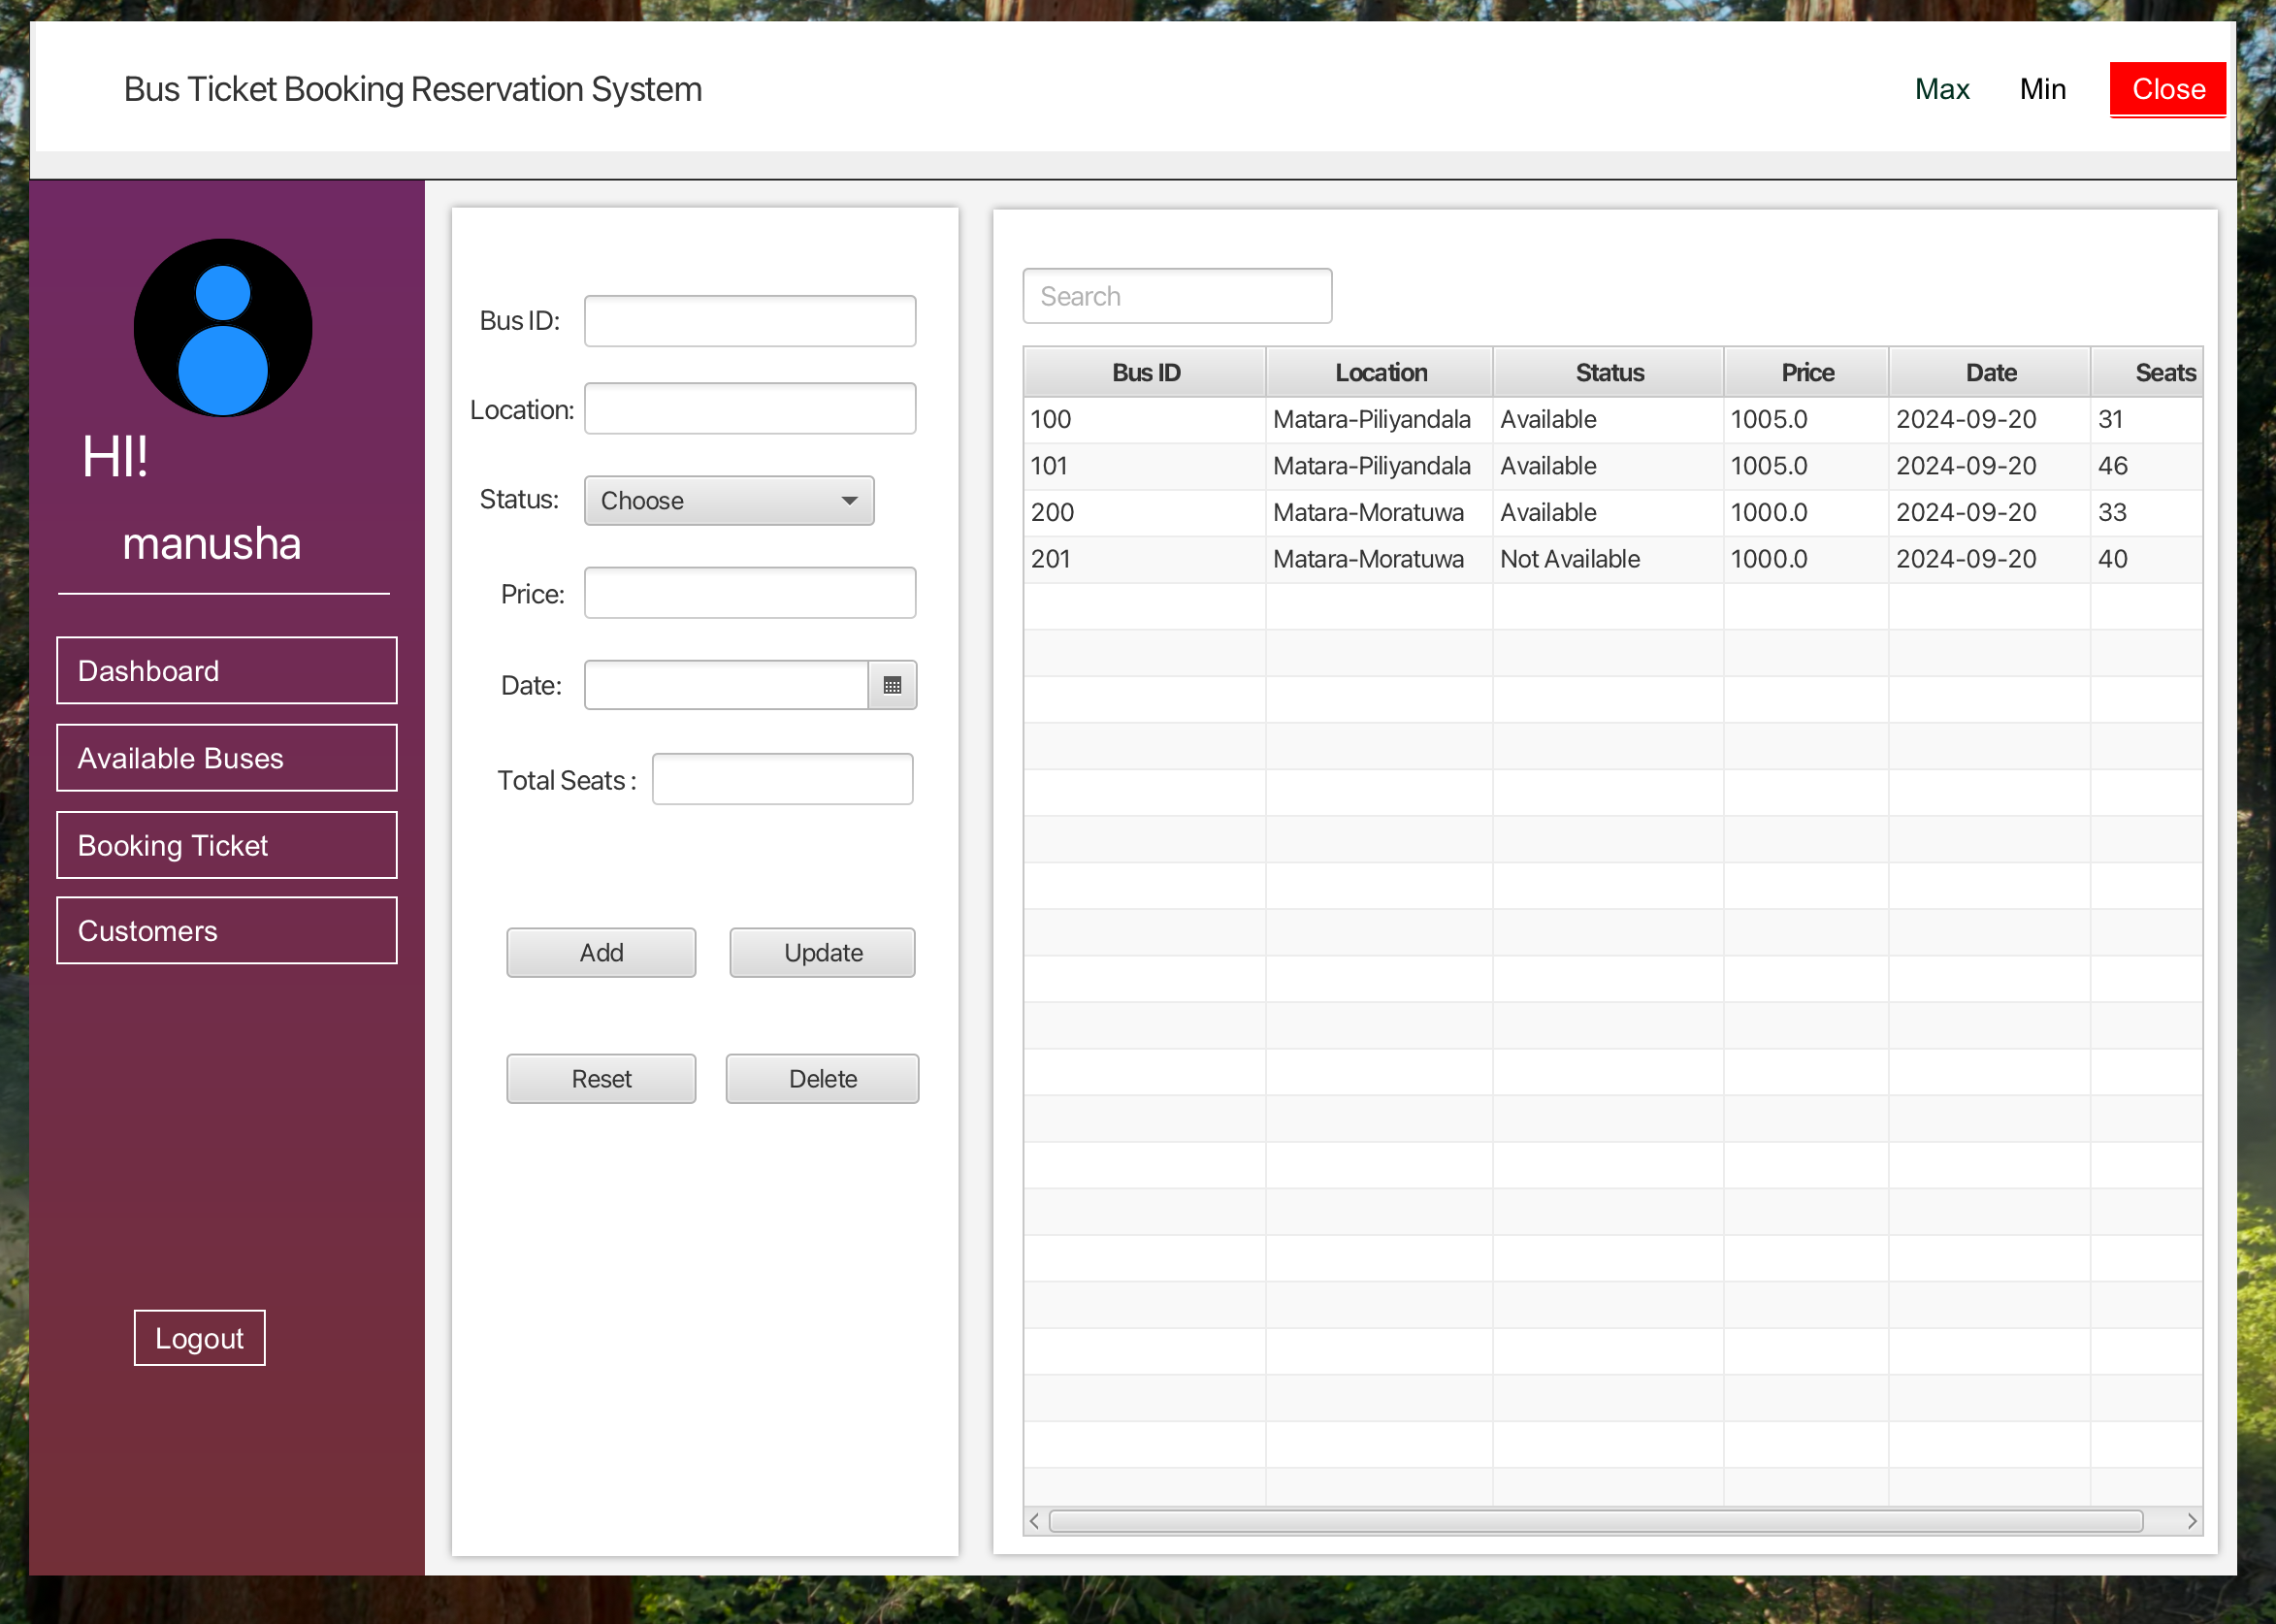 Bus Ticket Booking Reservation System
Max Min Close
HI!
manusha
Dashboard
Available Buses
Booking Ticket
Customers
Logout
Bus ID:
Location:
Status: Choose
Price:
Date:
Total Seats :
Add Update
Reset Delete
Search
Bus ID Location Status Price Date Seats
100 Matara-Piliyandala Available 1005.0 2024-09-20 31
101 Matara-Piliyandala Available 1005.0 2024-09-20 46
200 Matara-Moratuwa Available 1000.0 2024-09-20 33
201 Matara-Moratuwa Not Available 1000.0 2024-09-20 40